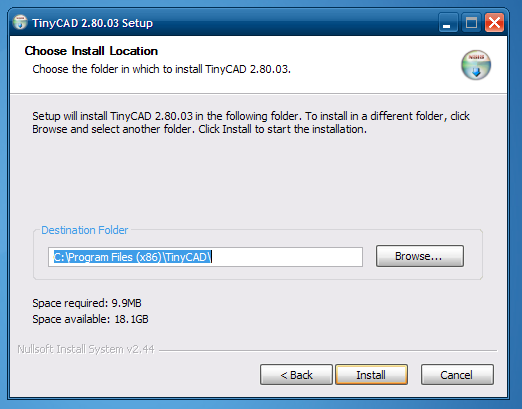 TinyCAD 2.80.03 Setup
Choose Install Location
Choose the folder in which to install TinyCAD 2.80.03.
Setup will install TinyCAD 2.80.03 in the following folder. To install in a different folder, click
Browse and select another folder. Click Install to start the installation.
Destination Folder
C:\Program Files (x86)\TinyCAD\
Browse...
Space required: 9.9MB
Space available: 18.1GB
Nullsoft Install System v2.44
< Back
Install
Cancel